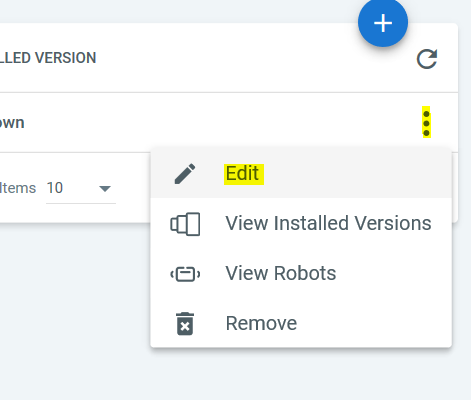 LLED VERSION
own
Items 10
Edit
View Installed Versions
View Robots
Remove